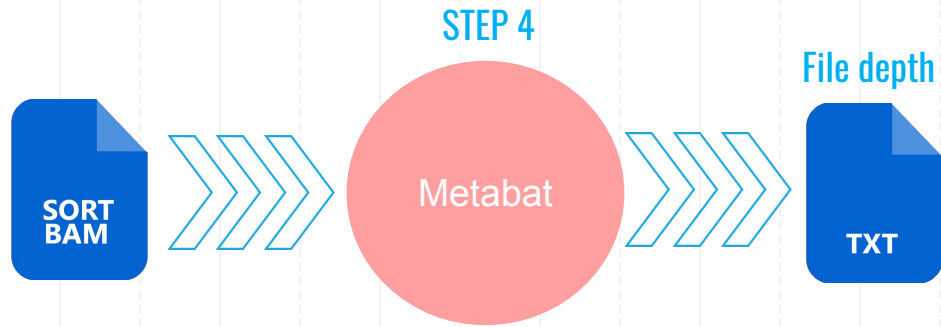 STEP 4
File depth
SORT
BAM
Metabat
TXT